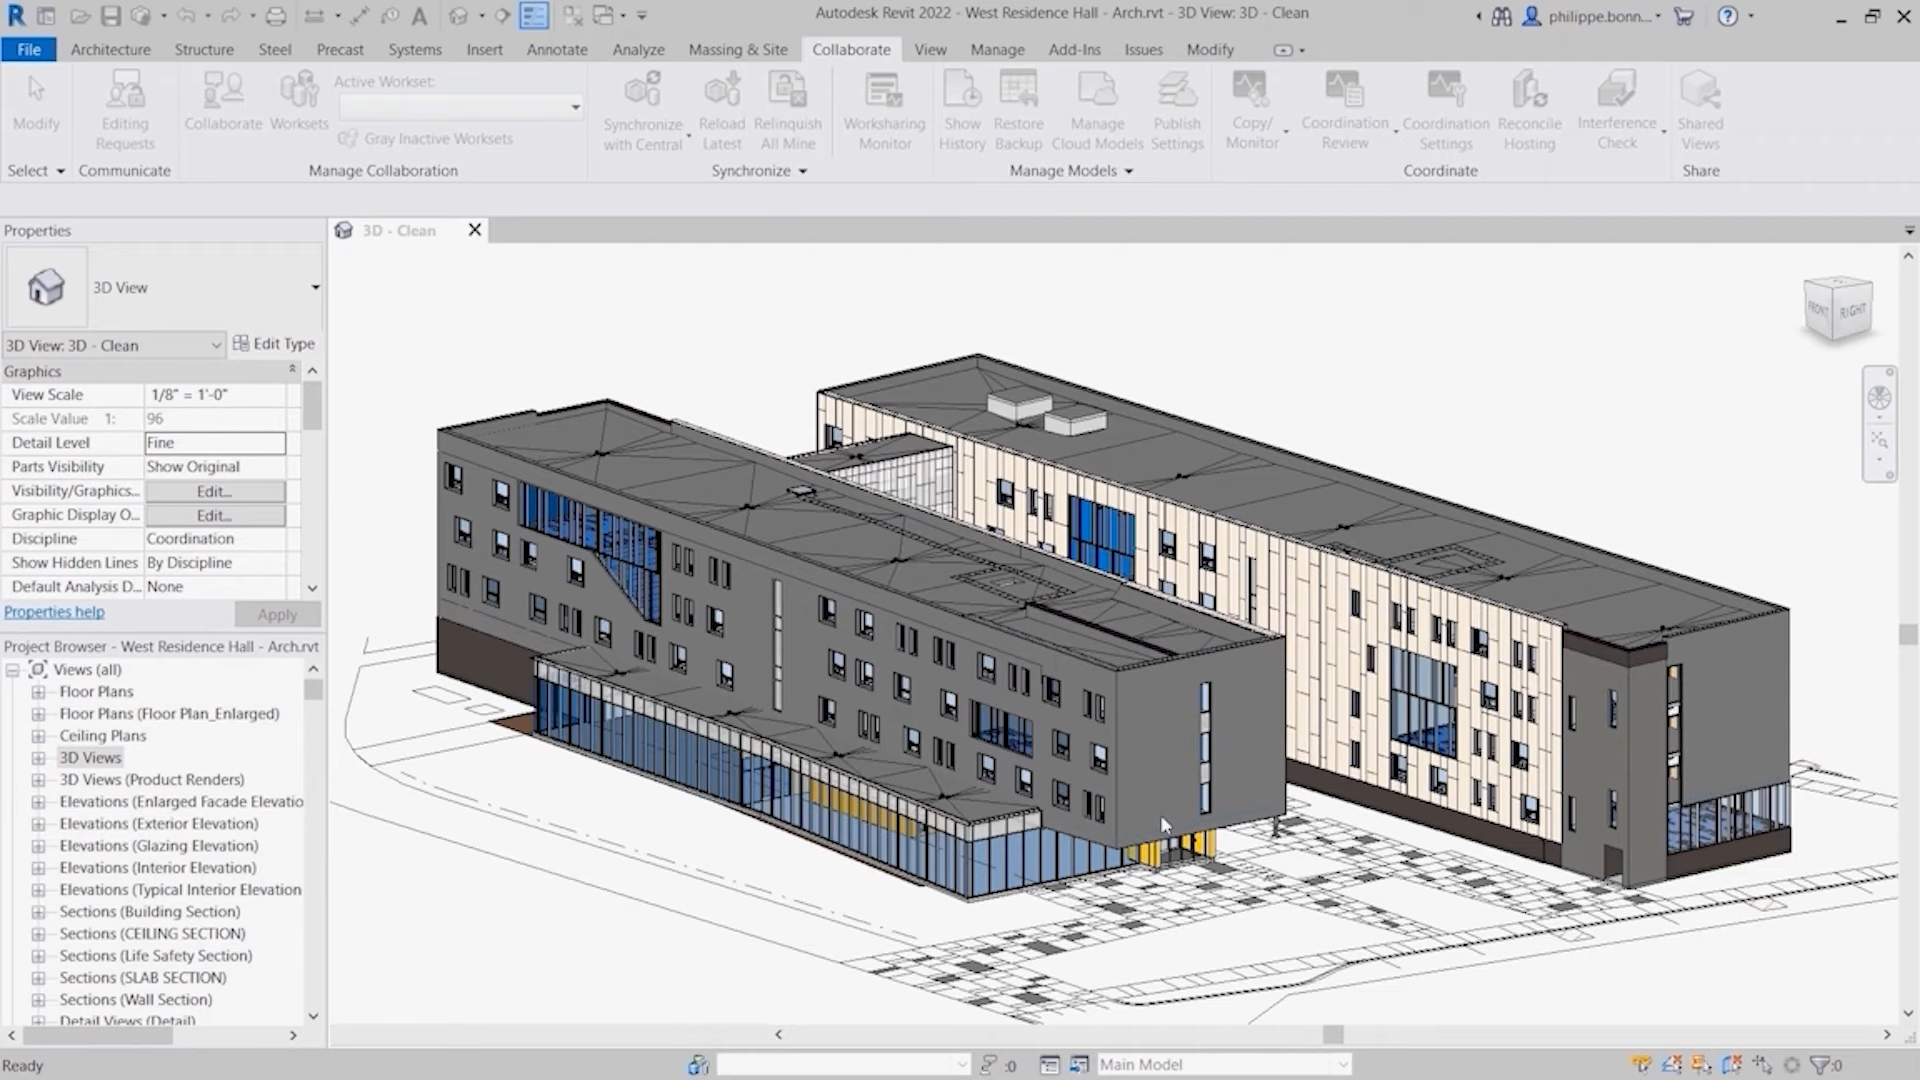 Autodesk Revit 2022 - West Residence Hall - Arch.rvt - 3D View: 3D - Clean
philippe.bonn...
File Architecture Structure Steel Precast Systems Insert Annotate Analyze Massing & Site Collaborate View Manage Add-Ins Issues Modify
Modify
Editing Requests
Collaborate
Worksets
Active Workset:
Gray Inactive Worksets
Synchronize with Central
Reload Latest
Relinquish All Mine
Worksharing Monitor
Show History
Restore Backup
Manage Cloud Models
Publish Settings
Copy/ Monitor
Coordination Review
Coordination Settings
Reconcile Hosting
Interference Check
Shared Views
Select
Communicate
Manage Collaboration
Synchronize
Manage Models
Coordinate
Share
Properties
3D - Clean
3D View
3D View: 3D - Clean
Edit Type
Graphics
View Scale 1/8" = 1'-0"
Scale Value 1: 96
Detail Level Fine
Parts Visibility Show Original
Visibility/Graphics... Edit...
Graphic Display O... Edit...
Discipline Coordination
Show Hidden Lines By Discipline
Default Analysis D... None
Properties help
Apply
Project Browser - West Residence Hall - Arch.rvt
Views (all)
Floor Plans
Floor Plans (Floor Plan_Enlarged)
Ceiling Plans
3D Views
3D Views (Product Renders)
Elevations (Enlarged Facade Elevatio
Elevations (Exterior Elevation)
Elevations (Glazing Elevation)
Elevations (Interior Elevation)
Elevations (Typical Interior Elevation
Sections (Building Section)
Sections (CEILING SECTION)
Sections (Life Safety Section)
Sections (SLAB SECTION)
Sections (Wall Section)
Detail Views (Detail)
FRONT
RIGHT
Ready
:0
Main Model
:0